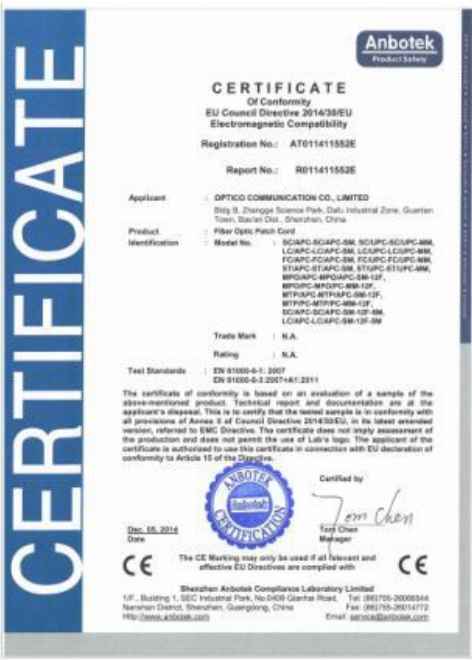 CERTIFICATE
Anbotek
Product Safety
CERTIFICATE
Of Conformity
EU Council Directive 2014/30/EU
Electromagnetic Compatibility
Registration No.: AT011411552E
Report No.: R011411552E
Applicant : OPTICO COMMUNICATION CO., LIMITED
Bldg B, Zhangge Science Park, Dafu Industrial Zone, Guanlan
Town, Bao'an Dist., Shenzhen, China
Product : Fiber Optic Patch Cord
Identification : Model No. : SC/APC-SC/APC-SM, SC/UPC-SC/UPC-MM,
LC/APC-LC/APC-SM, LC/UPC-LC/UPC-MM,
FC/APC-FC/APC-SM, FC/UPC-FC/UPC-MM,
ST/APC-ST/APC-SM, ST/UPC-ST/UPC-MM,
MPO/APC-MPO/APC-SM-12F,
MPO/PC-MPO/PC-MM-12F,
MTP/APC-MTP/APC-SM-12F,
MTP/PC-MTP/PC-MM-12F,
SC/APC-SC/APC-SM-12F-SM,
LC/APC-LC/APC-SM-12F-SM
Trade Mark : N.A.
Rating : N.A.
Test Standards : EN 61000-6-1: 2007
EN 61000-6-3:2007+A1:2011
The certificate of conformity is based on an evaluation of a sample of the
above-mentioned product. Technical report and documentation are at the
applicant's disposal. This is to certify that the tested sample is in conformity with
all provisions of Annex II of Council Directive 2014/30/EU, in its latest amended
version, referred to EMC Directive. The certificate does not imply assessment of
the production and does not permit the use of Lab's logo. The applicant of the
certificate is authorized to use this certificate in connection with EU declaration of
conformity to Article 15 of the Directive.
ANBOTEK
Anbotek
CERTIFICATION
Certified by
Tom Chen
Dec. 05, 2014
Date
Tom Chen
Manager
CE
The CE Marking may only be used if all relevant and
effective EU Directives are complied with
CE
Shenzhen Anbotek Compliance Laboratory Limited
1/F., Building 1, SEC Industrial Park, No.0409 Qianhai Road, Tel: (86)755-26066544
Nanshan District, Shenzhen, Guangdong, China Fax: (86)755-26014772
Http://www.anbotek.com Email: service@anbotek.com